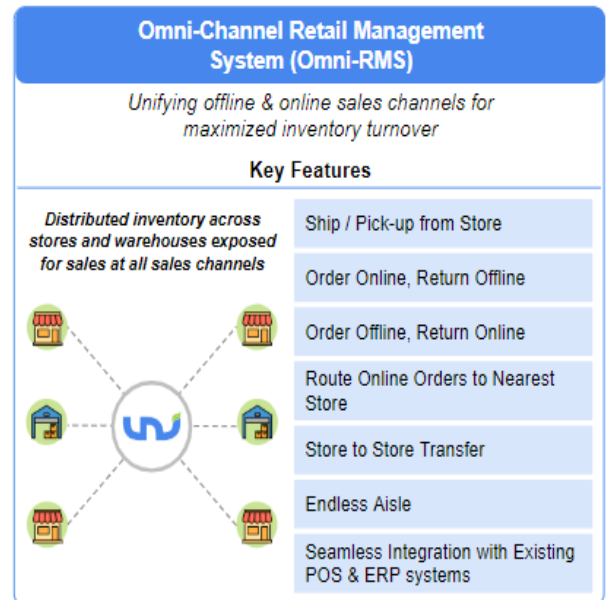 Omni-Channel Retail Management
System (Omni-RMS)
Unifying offline & online sales channels for
maximized inventory turnover
Key Features
Distributed inventory across
stores and warehouses exposed
for sales at all sales channels
Ship / Pick-up from Store
Order Online, Return Offline
Order Offline, Return Online
Route Online Orders to Nearest
Store
Store to Store Transfer
Endless Aisle
Seamless Integration with Existing
POS & ERP systems